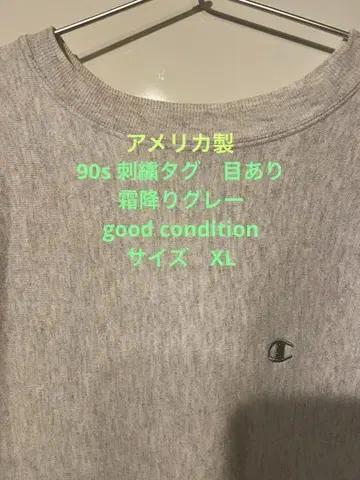 アメリカ製
90s 刺繍タグ　目あり
霜降りグレー
good condition
サイズ　XL